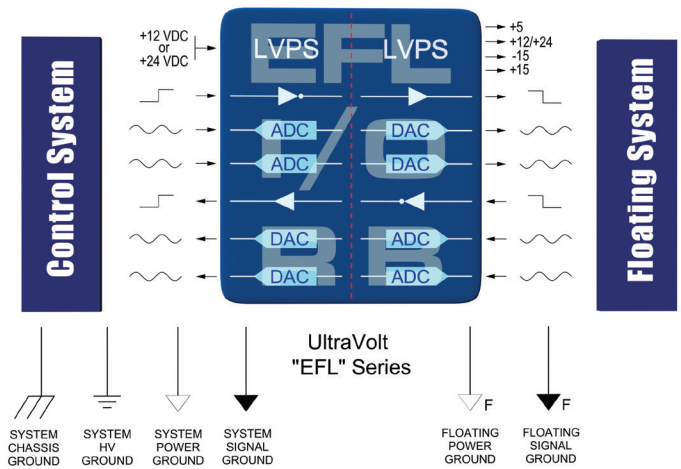 Control System
+12 VDC
or
+24 VDC
EFL
LVPS
LVPS
+5
+12/+24
-15
+15
I/O
ADC
DAC
ADC
DAC
RB
DAC
ADC
DAC
ADC
Floating System
UltraVolt
"EFL" Series
F
F
SYSTEM
CHASSIS
GROUND
SYSTEM
HV
GROUND
SYSTEM
POWER
GROUND
SYSTEM
SIGNAL
GROUND
FLOATING
POWER
GROUND
FLOATING
SIGNAL
GROUND